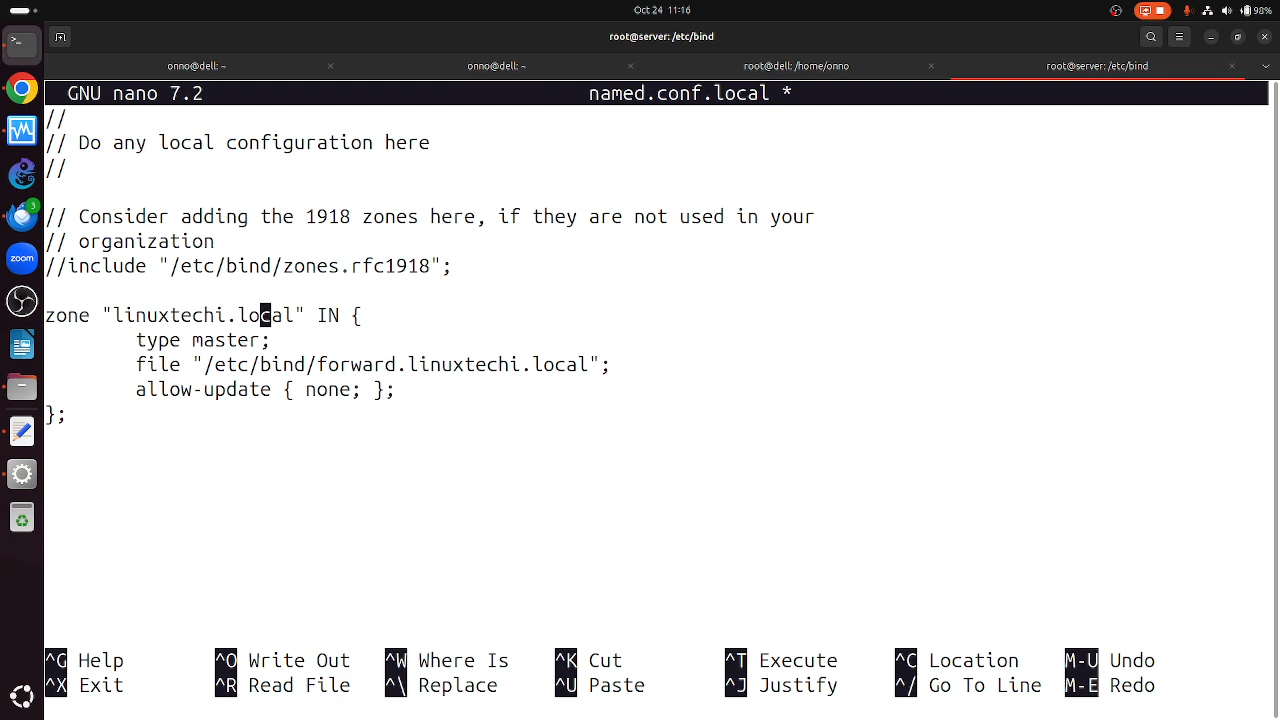 Oct 24 11:16
98%
root@server: /etc/bind
onno@dell: ~
onno@dell: ~
root@dell: /home/onno
root@server: /etc/bind
GNU nano 7.2 named.conf.local *
//
// Do any local configuration here
//
// Consider adding the 1918 zones here, if they are not used in your
// organization
//include "/etc/bind/zones.rfc1918";
zone "linuxtechi.local" IN {
type master;
file "/etc/bind/forward.linuxtechi.local";
allow-update { none; };
};
3
zoom
^G Help ^O Write Out ^W Where Is ^K Cut ^T Execute ^C Location M-U Undo
^X Exit ^R Read File ^\ Replace ^U Paste ^J Justify ^/ Go To Line M-E Redo